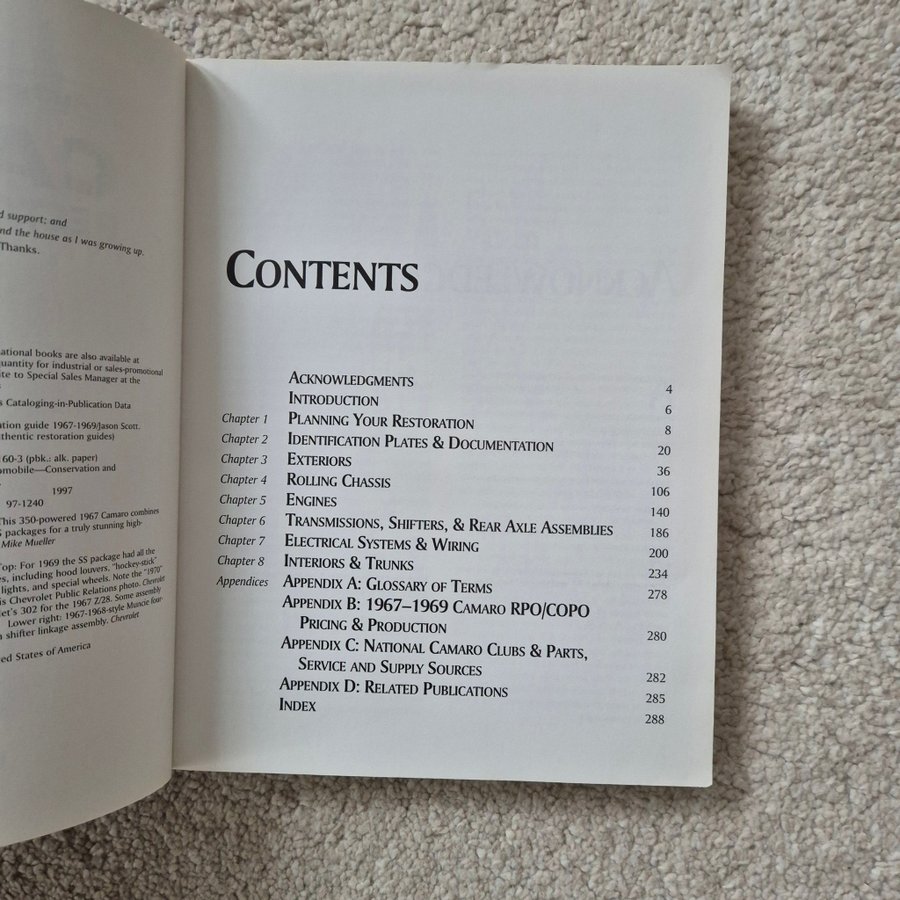 d support; and
nd the house as I was growing up.
Thanks.
ational books are also available at
uantity for industrial or sales-promotional
ite to Special Sales Manager at the
s Cataloging-in-Publication Data
ation guide 1967-1969/Jason Scott.
uthentic restoration guides)
60-3 (pbk.: alk. paper)
omobile—Conservation and
1997
97-1240
This 350-powered 1967 Camaro combines
S packages for a truly stunning high-
Mike Mueller
Top: For 1969 the SS package had all the
es, including hood louvers, "hockey-stick"
lights, and special wheels. Note the "1970"
is Chevrolet Public Relations photo. Chevrolet
let's 302 for the 1967 Z/28. Some assembly
Lower right: 1967-1968-style Muncie four-
n shifter linkage assembly. Chevrolet
ed States of America
CONTENTS
ACKNOWLEDGMENTS 4
INTRODUCTION 6
Chapter 1 PLANNING YOUR RESTORATION 8
Chapter 2 IDENTIFICATION PLATES & DOCUMENTATION 20
Chapter 3 EXTERIORS 36
Chapter 4 ROLLING CHASSIS 106
Chapter 5 ENGINES 140
Chapter 6 TRANSMISSIONS, SHIFTERS, & REAR AXLE ASSEMBLIES 186
Chapter 7 ELECTRICAL SYSTEMS & WIRING 200
Chapter 8 INTERIORS & TRUNKS 234
Appendices APPENDIX A: GLOSSARY OF TERMS 278
APPENDIX B: 1967–1969 CAMARO RPO/COPO
PRICING & PRODUCTION 280
APPENDIX C: NATIONAL CAMARO CLUBS & PARTS,
SERVICE AND SUPPLY SOURCES 282
APPENDIX D: RELATED PUBLICATIONS 285
INDEX 288